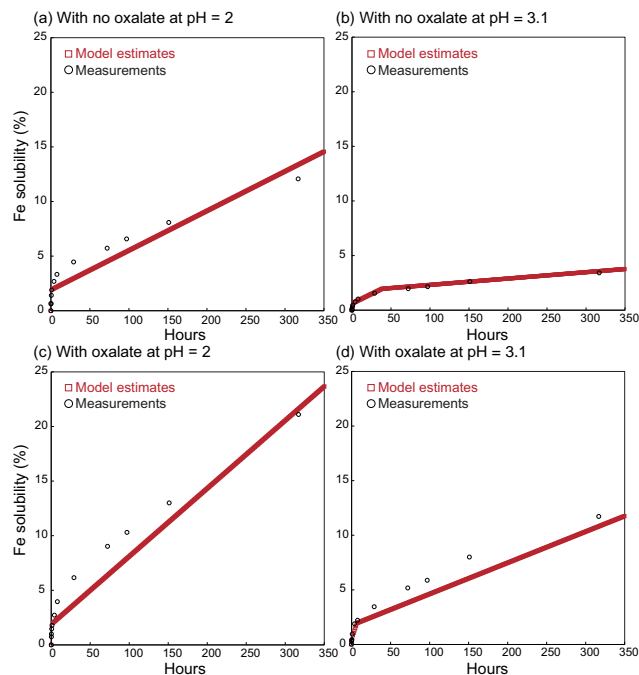 (a) With no oxalate at pH = 2
(b) With no oxalate at pH = 3.1
25
20
15
10
5
0
Fe solubility (%)
Model estimates
Measurements
0 50 100 150 200 250 300 350
Hours
25
20
15
10
5
0
Model estimates
Measurements
0 50 100 150 200 250 300 350
Hours
(c) With oxalate at pH = 2
(d) With oxalate at pH = 3.1
25
20
15
10
5
0
Fe solubility (%)
Model estimates
Measurements
0 50 100 150 200 250 300 350
Hours
25
20
15
10
5
0
Model estimates
Measurements
0 50 100 150 200 250 300 350
Hours